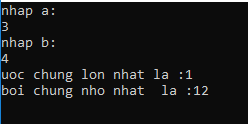 nhap a:
3
nhap b:
4
uoc chung lon nhat la :1
boi chung nho nhat  la :12